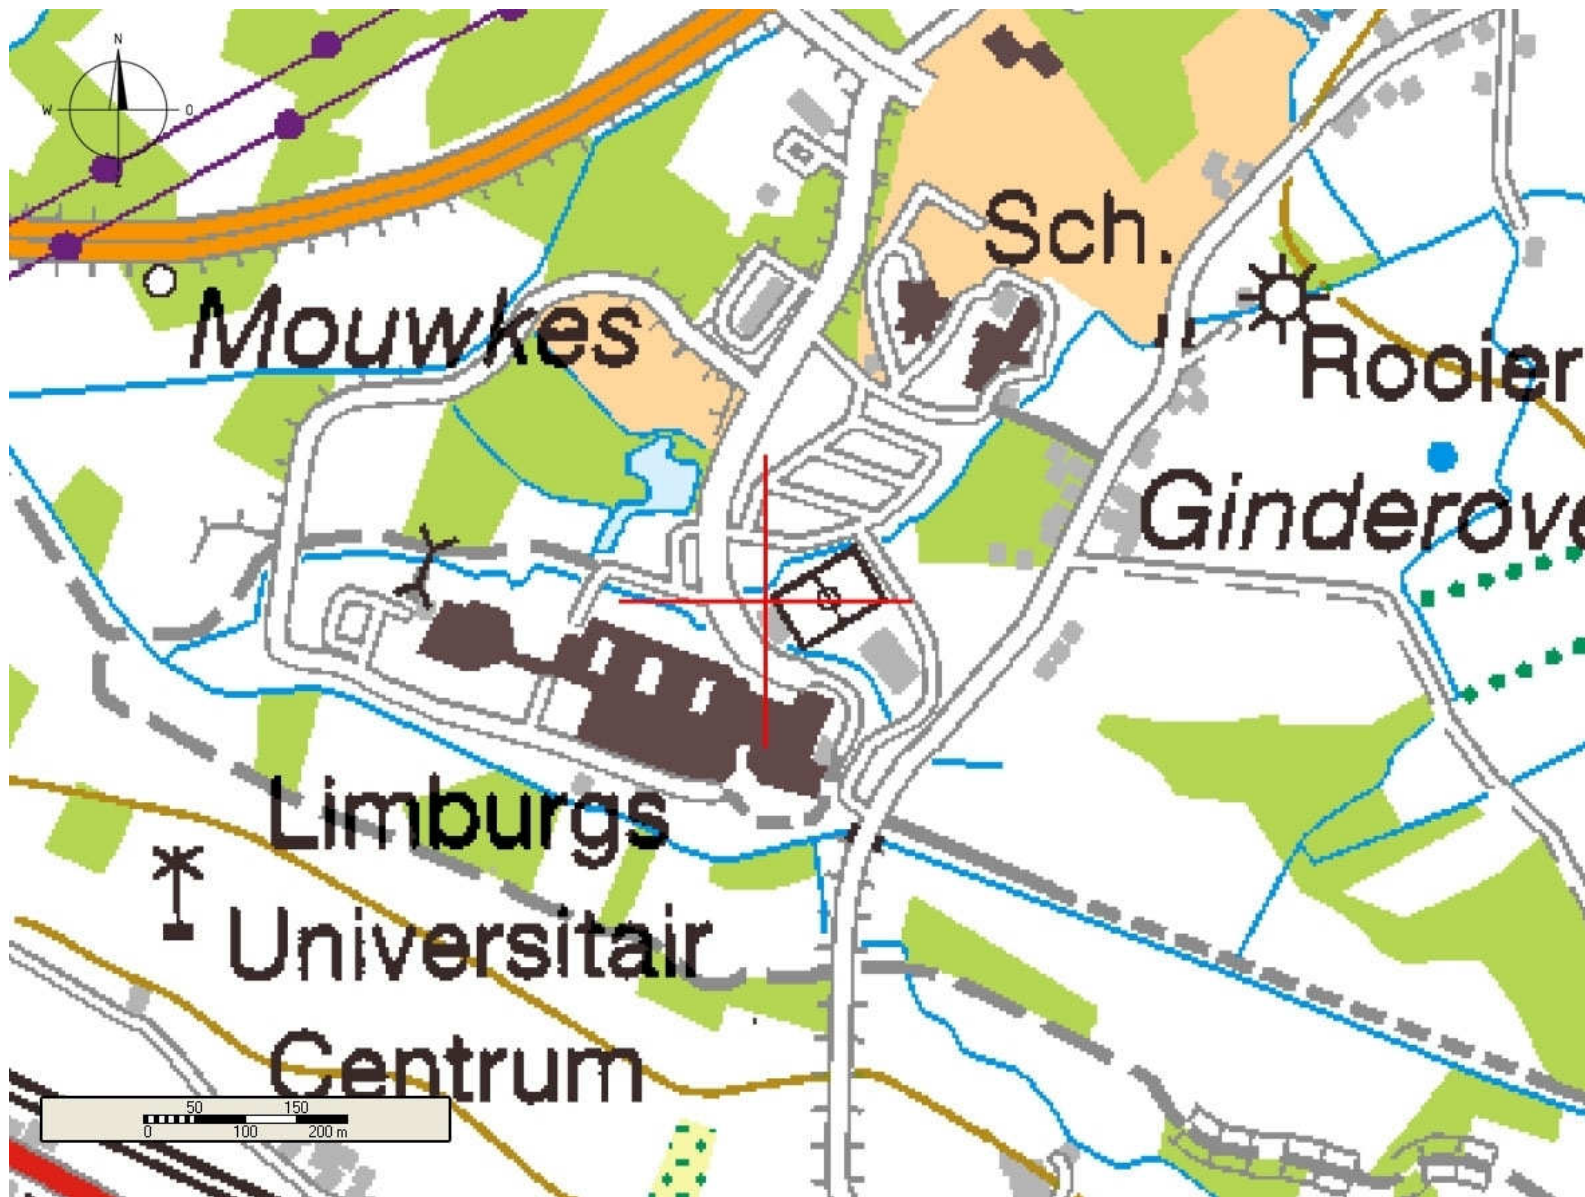 N
W O
Z
Sch.
Mouwkes
Rooier
Ginderove
Limburgs
Universitair
Centrum
50 150
0 100 200 m